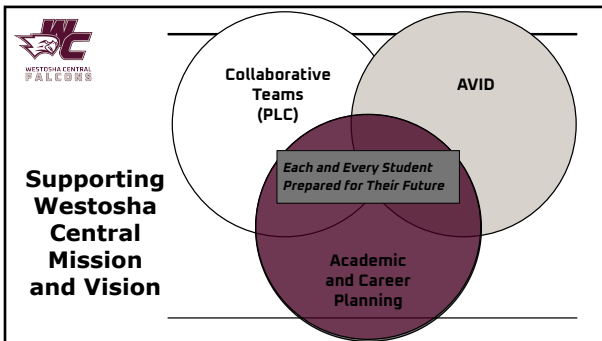 WC
WESTOSHA CENTRAL
FALCONS
Collaborative
Teams
(PLC)
AVID
Each and Every Student
Prepared for Their Future
Supporting
Westosha
Central
Mission
and Vision
Academic
and Career
Planning